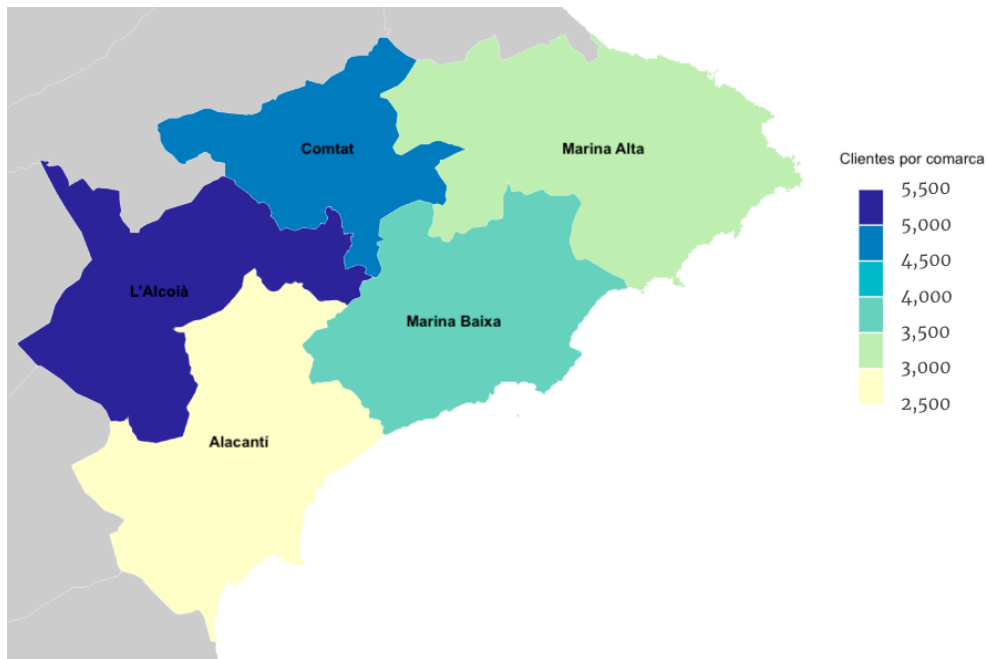 Comtat
Marina Alta
L'Alcoià
Marina Baixa
Alacantí
Clientes por comarca
5,500
5,000
4,500
4,000
3,500
3,000
2,500